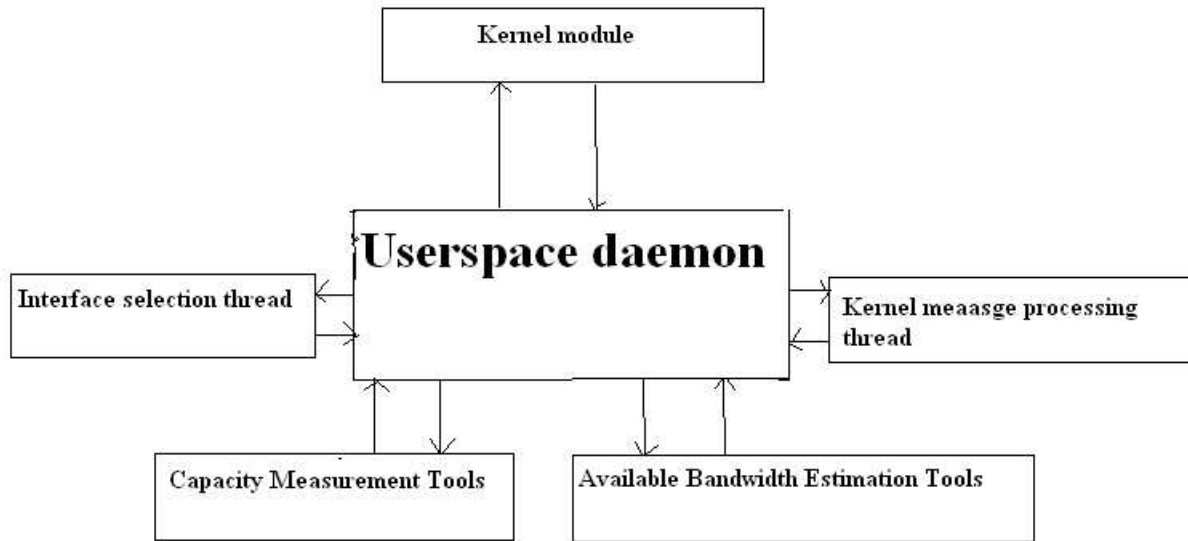 Kernel module
Userspace daemon
Interface selection thread
Kernel meaasge processing
thread
Capacity Measurement Tools
Available Bandwidth Estimation Tools